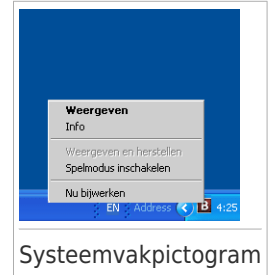 Weergeven
Info
Weergeven en herstellen
Spelmodus inschakelen
Nu bijwerken
EN Address B 4:25
Systeemvakpictogram